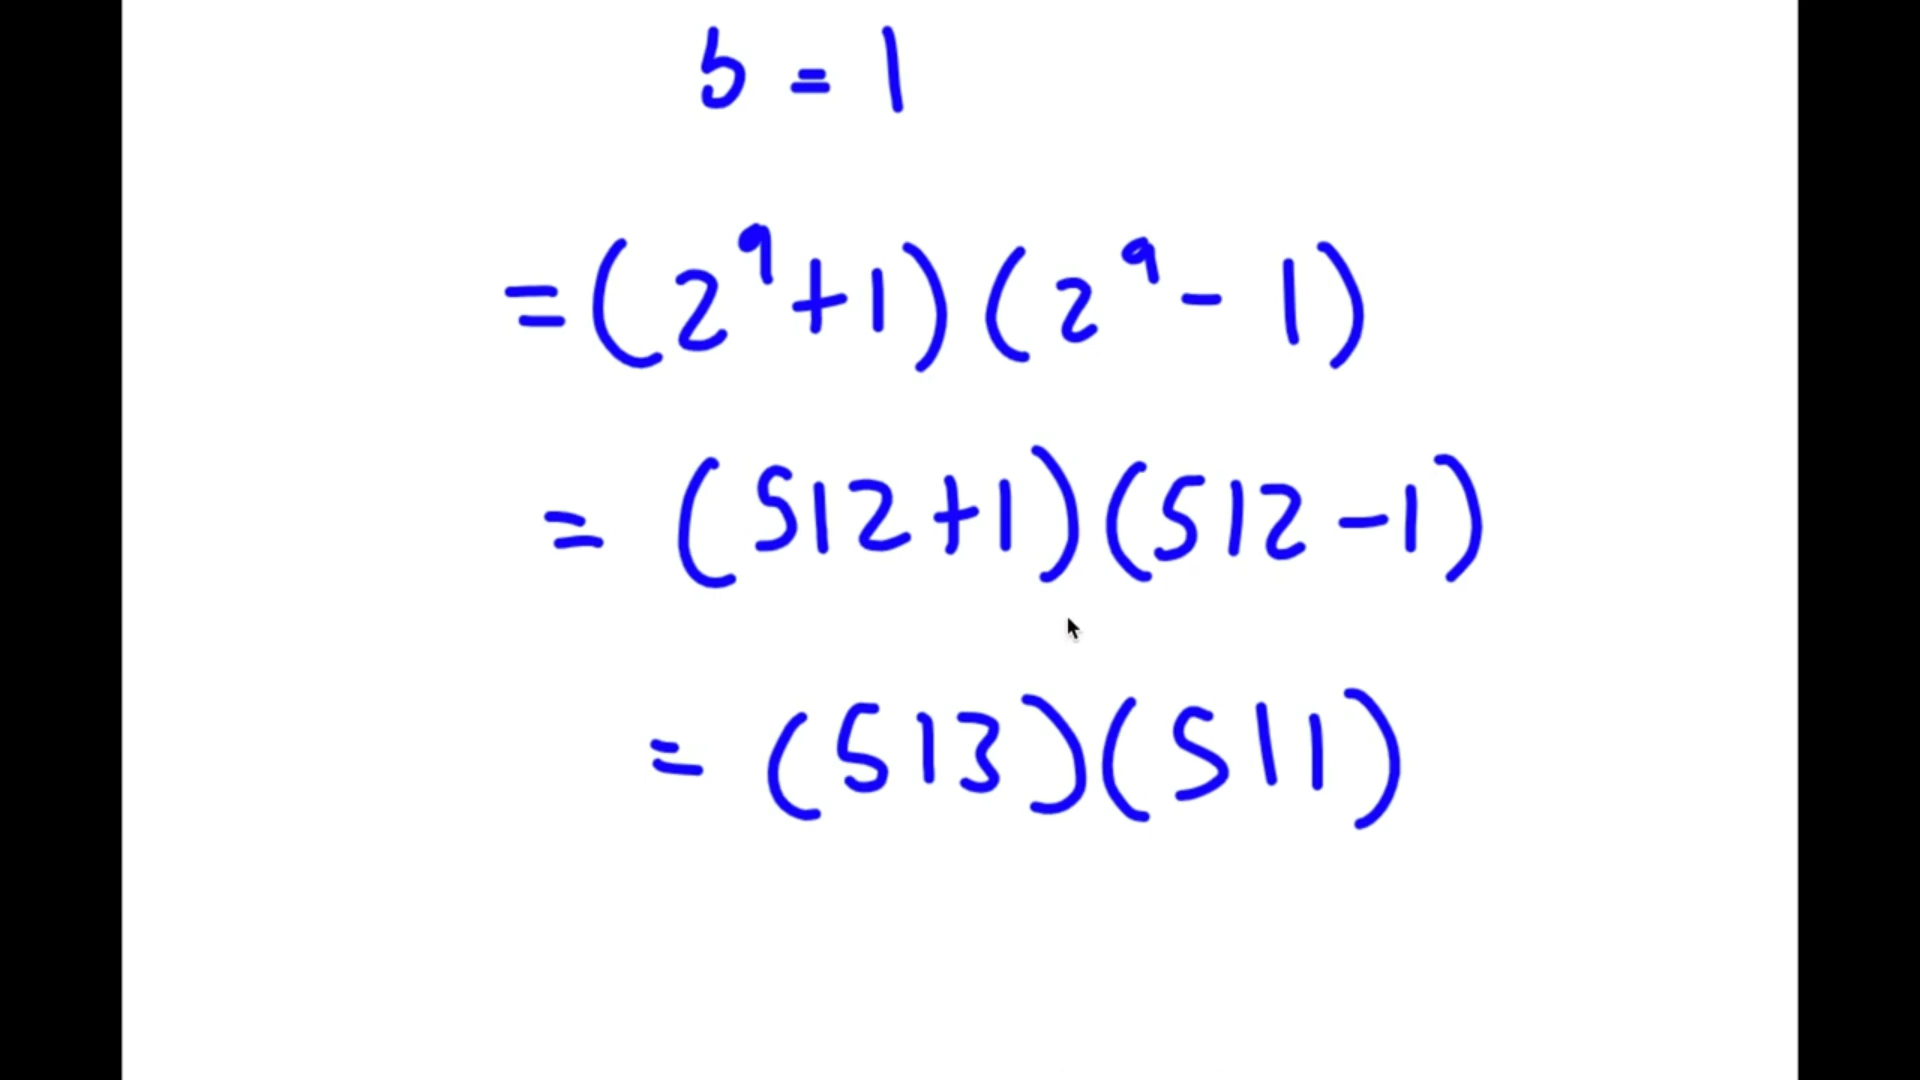 b = 1
= (2⁹ + 1) (2⁹ - 1)
= (512 + 1) (512 - 1)
= (513) (511)